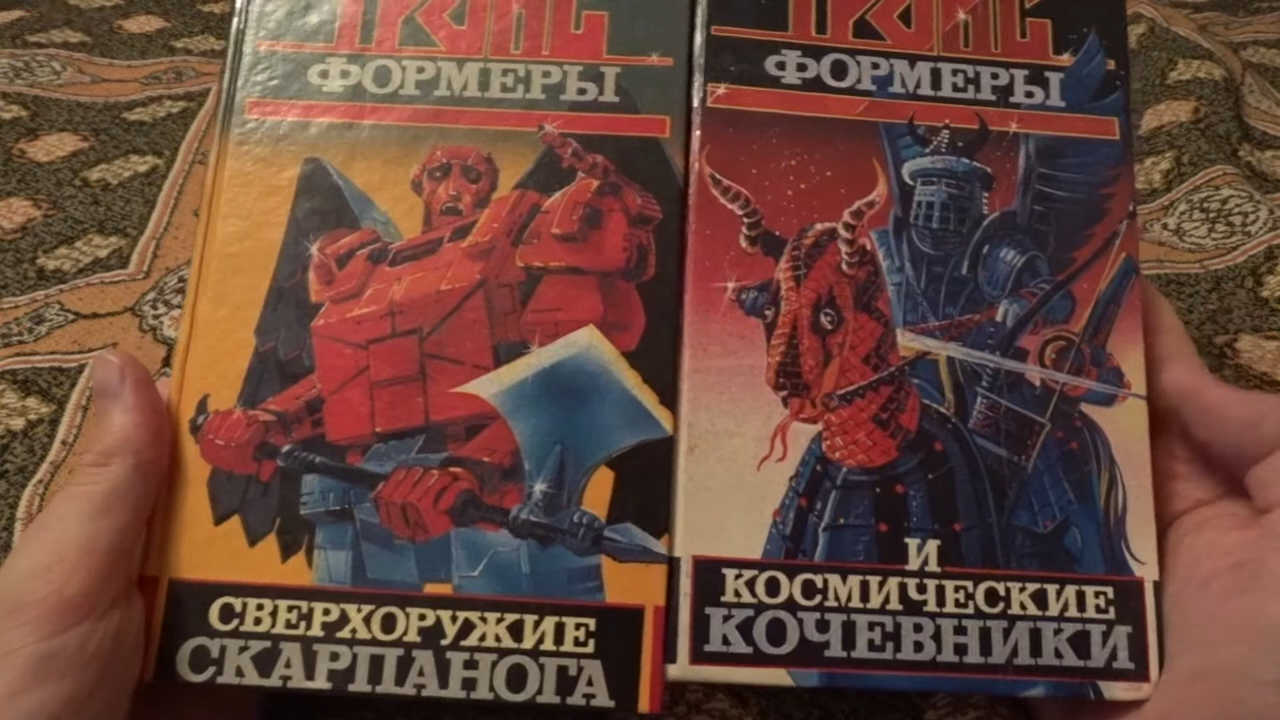 ФОРМЕРЫ
СВЕРХОРУЖИЕ
СКАРПАНОГА
ФОРМЕРЫ
И
КОСМИЧЕСКИЕ
КОЧЕВНИКИ